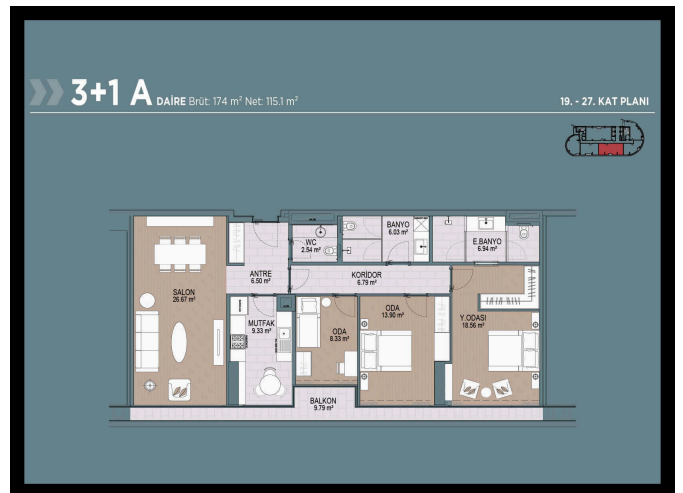 3+1 A DAİRE Brüt: 174 m² Net: 115.1 m²
19. - 27. KAT PLANI
WC
2.54 m²
BANYO
6.03 m²
E.BANYO
6.94 m²
ANTRE
6.50 m²
KORİDOR
6.79 m²
SALON
26.67 m²
MUTFAK
9.33 m²
ODA
8.33 m²
ODA
13.90 m²
Y.ODASI
18.56 m²
BALKON
9.79 m²